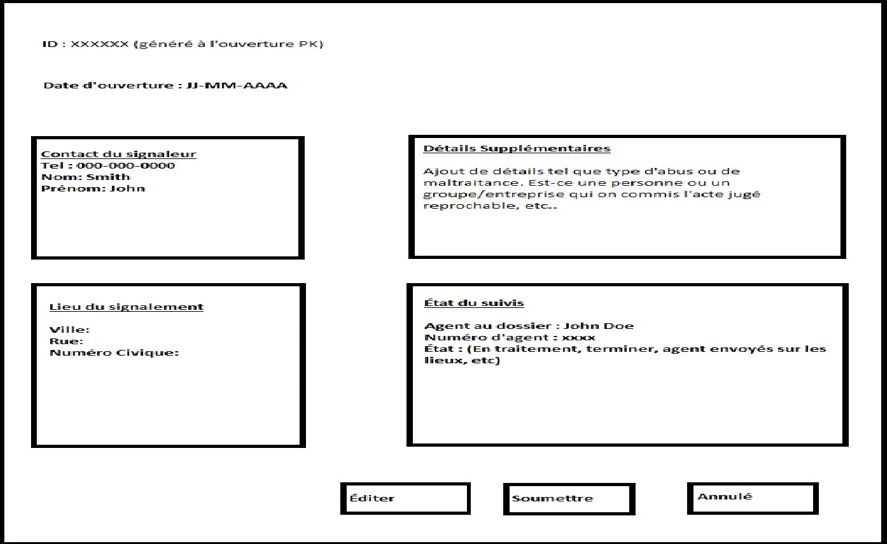 ID : XXXXXX (généré à l'ouverture PK)
Date d'ouverture : JJ-MM-AAAA
Contact du signaleur
Tel : 000-000-0000
Nom: Smith
Prénom: John
Détails Supplémentaires
Ajout de détails tel que type d'abus ou de
maltraitance. Est-ce une personne ou un
groupe/entreprise qui on commis l'acte jugé
reprochable, etc..
Lieu du signalement
Ville:
Rue:
Numéro Civique:
État du suivis
Agent au dossier : John Doe
Numéro d'agent : xxxx
État : (En traitement, terminer, agent envoyés sur les
lieux, etc)
Éditer
Soumettre
Annulé